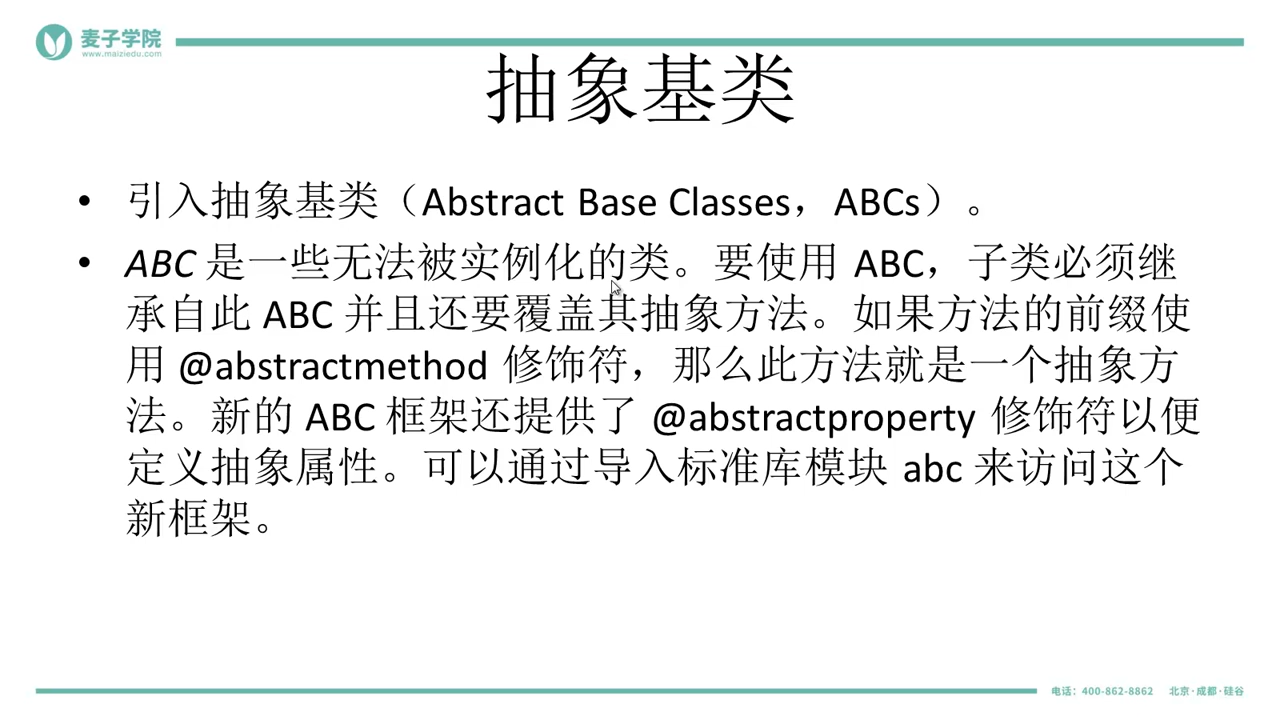 麦子学院
www.maiziedu.com
抽象基类
• 引入抽象基类（Abstract Base Classes，ABCs）。
• ABC 是一些无法被实例化的类。要使用 ABC，子类必须继
承自此 ABC 并且还要覆盖其抽象方法。如果方法的前缀使
用 @abstractmethod 修饰符，那么此方法就是一个抽象方
法。新的 ABC 框架还提供了 @abstractproperty 修饰符以便
定义抽象属性。可以通过导入标准库模块 abc 来访问这个
新框架。
电话：400-862-8862 北京·成都·硅谷